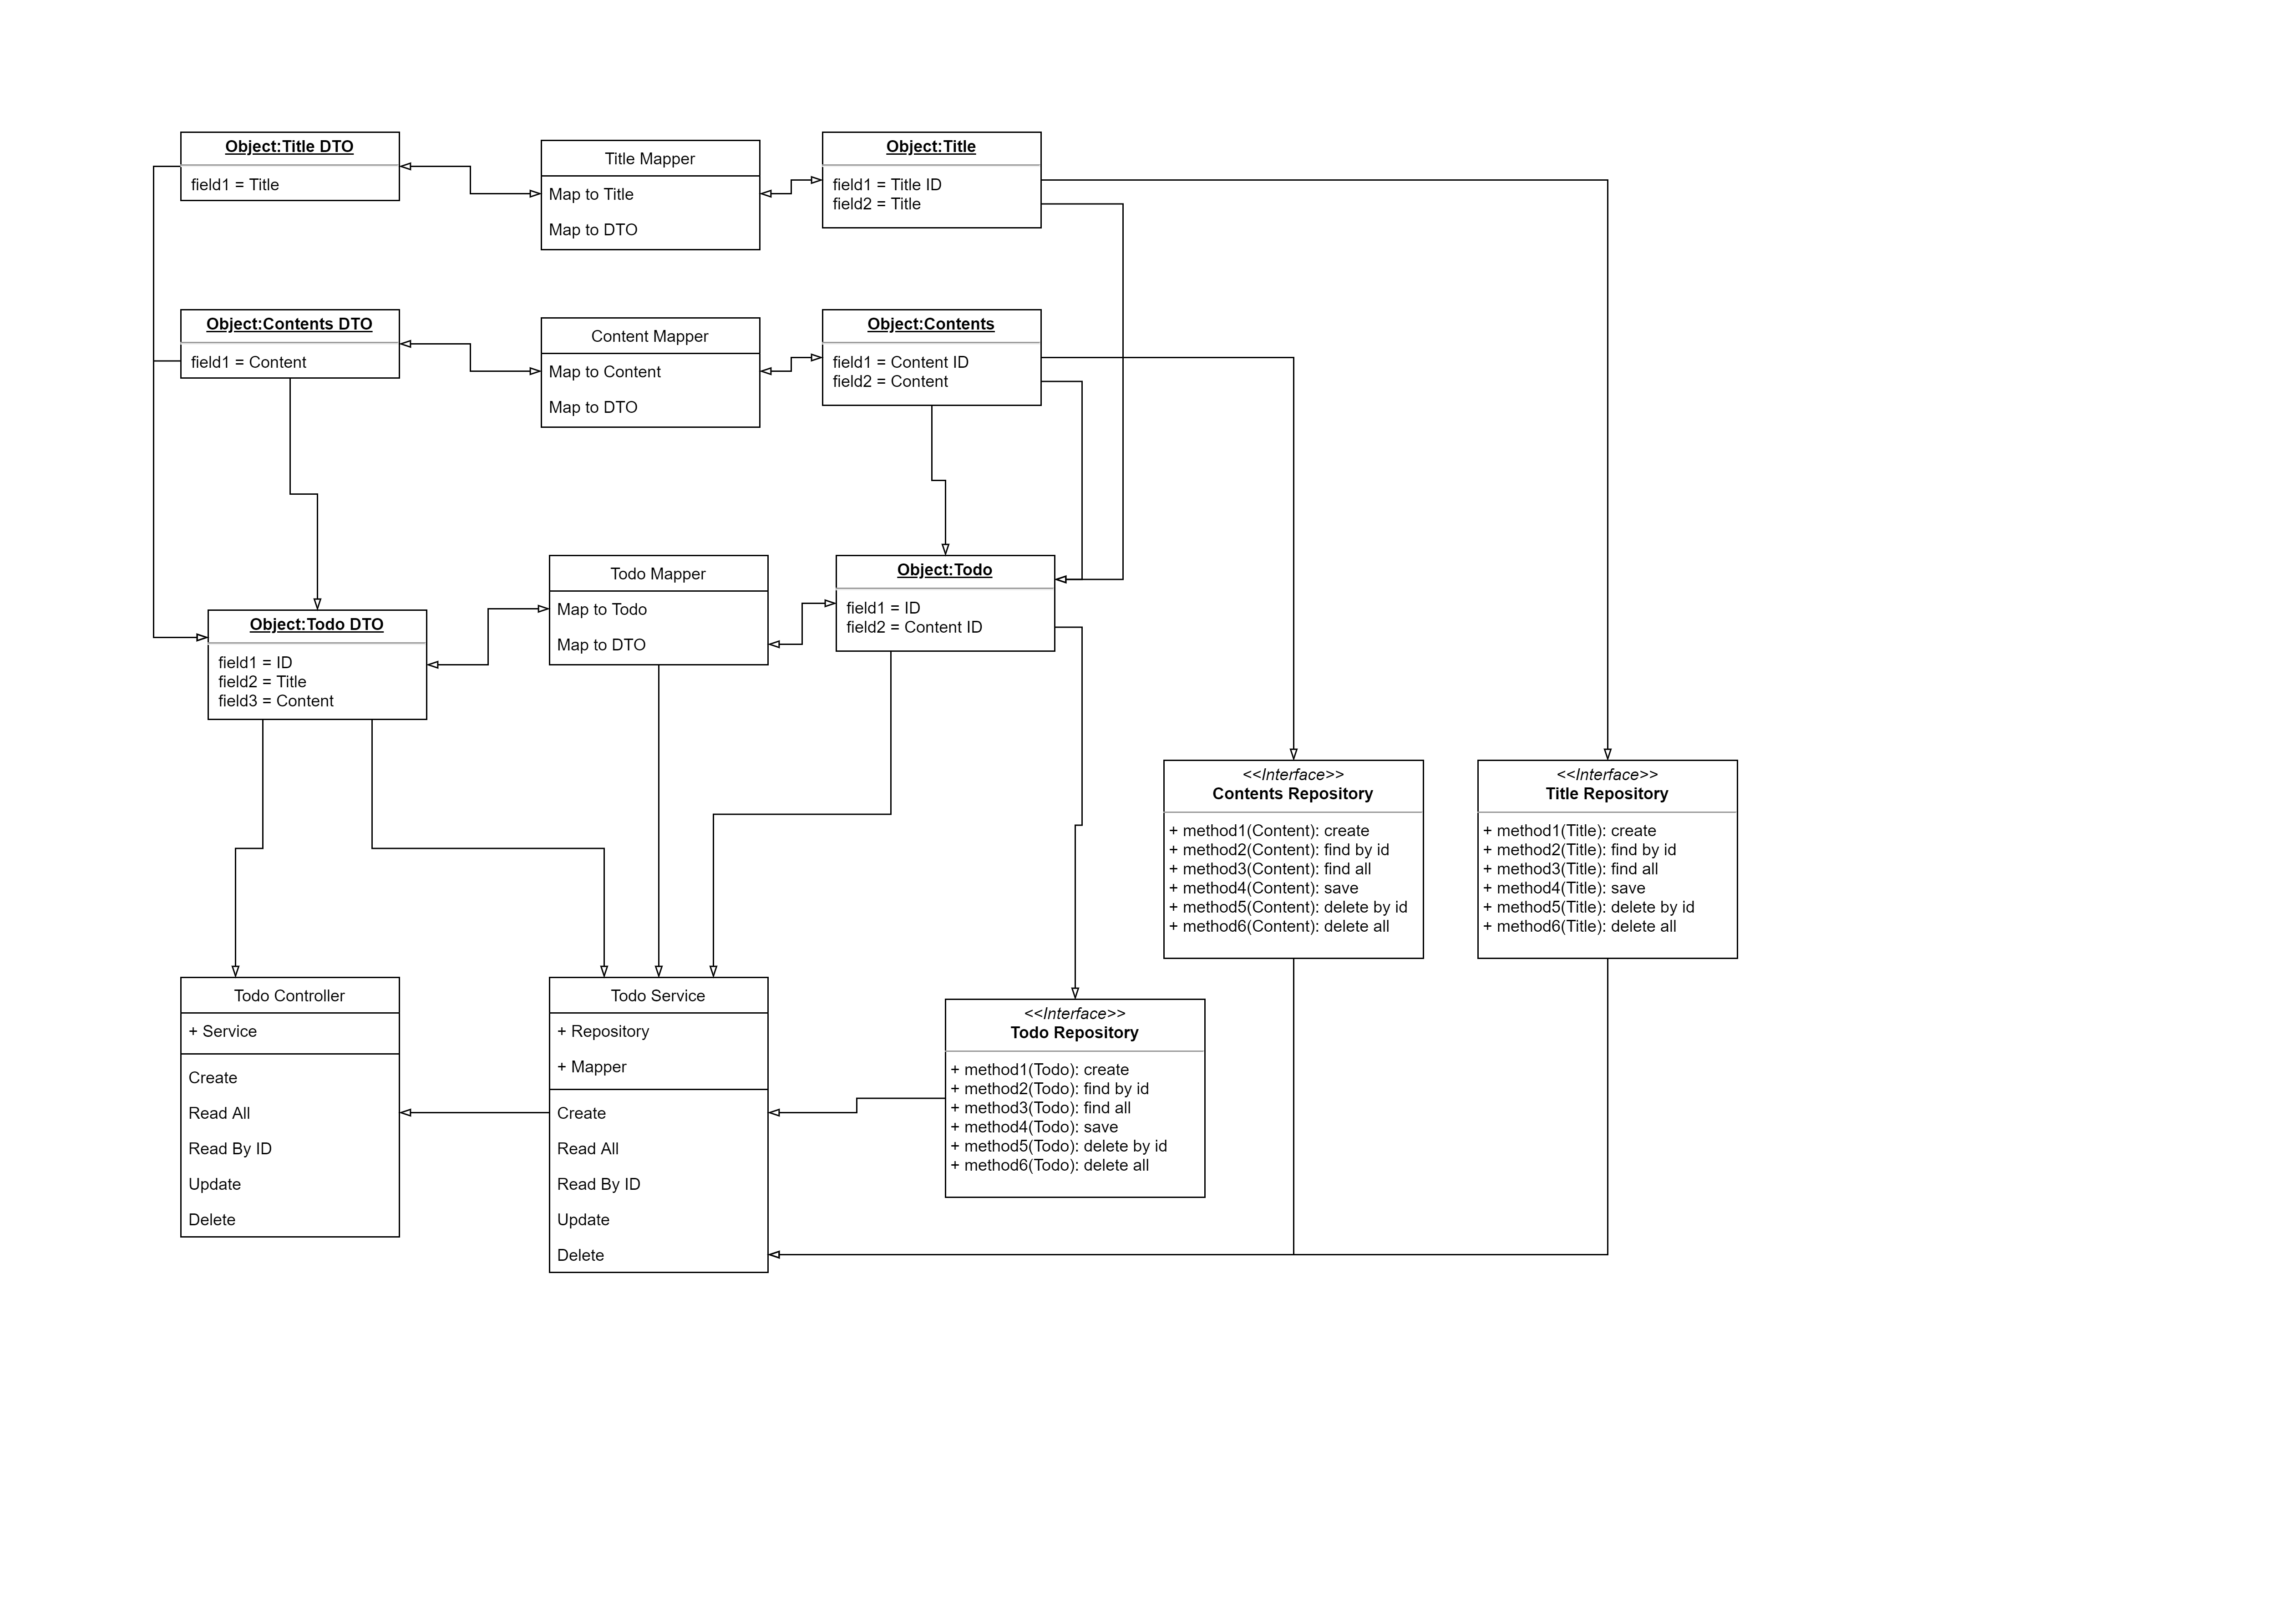 Object:Title DTO
field1 = Title
Title Mapper
Map to Title
Map to DTO
Object:Title
field1 = Title ID
field2 = Title
Object:Contents DTO
field1 = Content
Content Mapper
Map to Content
Map to DTO
Object:Contents
field1 = Content ID
field2 = Content
Object:Todo DTO
field1 = ID
field2 = Title
field3 = Content
Todo Mapper
Map to Todo
Map to DTO
Object:Todo
field1 = ID
field2 = Content ID
<<Interface>>
Contents Repository
+ method1(Content): create
+ method2(Content): find by id
+ method3(Content): find all
+ method4(Content): save
+ method5(Content): delete by id
+ method6(Content): delete all
<<Interface>>
Title Repository
+ method1(Title): create
+ method2(Title): find by id
+ method3(Title): find all
+ method4(Title): save
+ method5(Title): delete by id
+ method6(Title): delete all
Todo Controller
+ Service
Create
Read All
Read By ID
Update
Delete
Todo Service
+ Repository
+ Mapper
Create
Read All
Read By ID
Update
Delete
<<Interface>>
Todo Repository
+ method1(Todo): create
+ method2(Todo): find by id
+ method3(Todo): find all
+ method4(Todo): save
+ method5(Todo): delete by id
+ method6(Todo): delete all